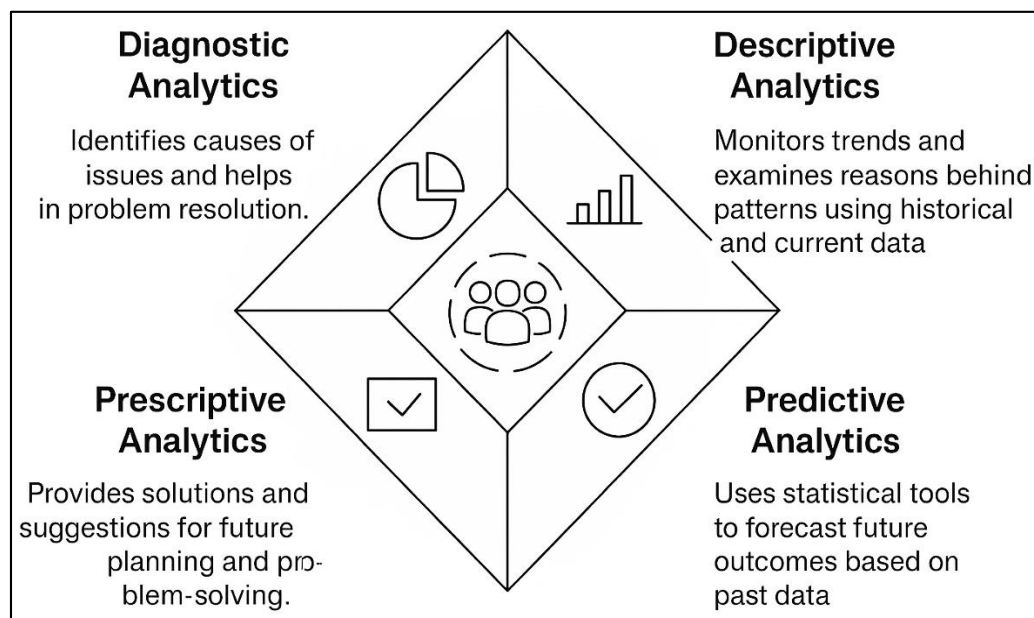 Diagnostic
Analytics
Identifies causes of
issues and helps
in problem resolution.
Descriptive
Analytics
Monitors trends and
examines reasons behind
patterns using historical
and current data
Prescriptive
Analytics
Provides solutions and
suggestions for future
planning and pro-
blem-solving.
Predictive
Analytics
Uses statistical tools
to forecast future
outcomes based on
past data